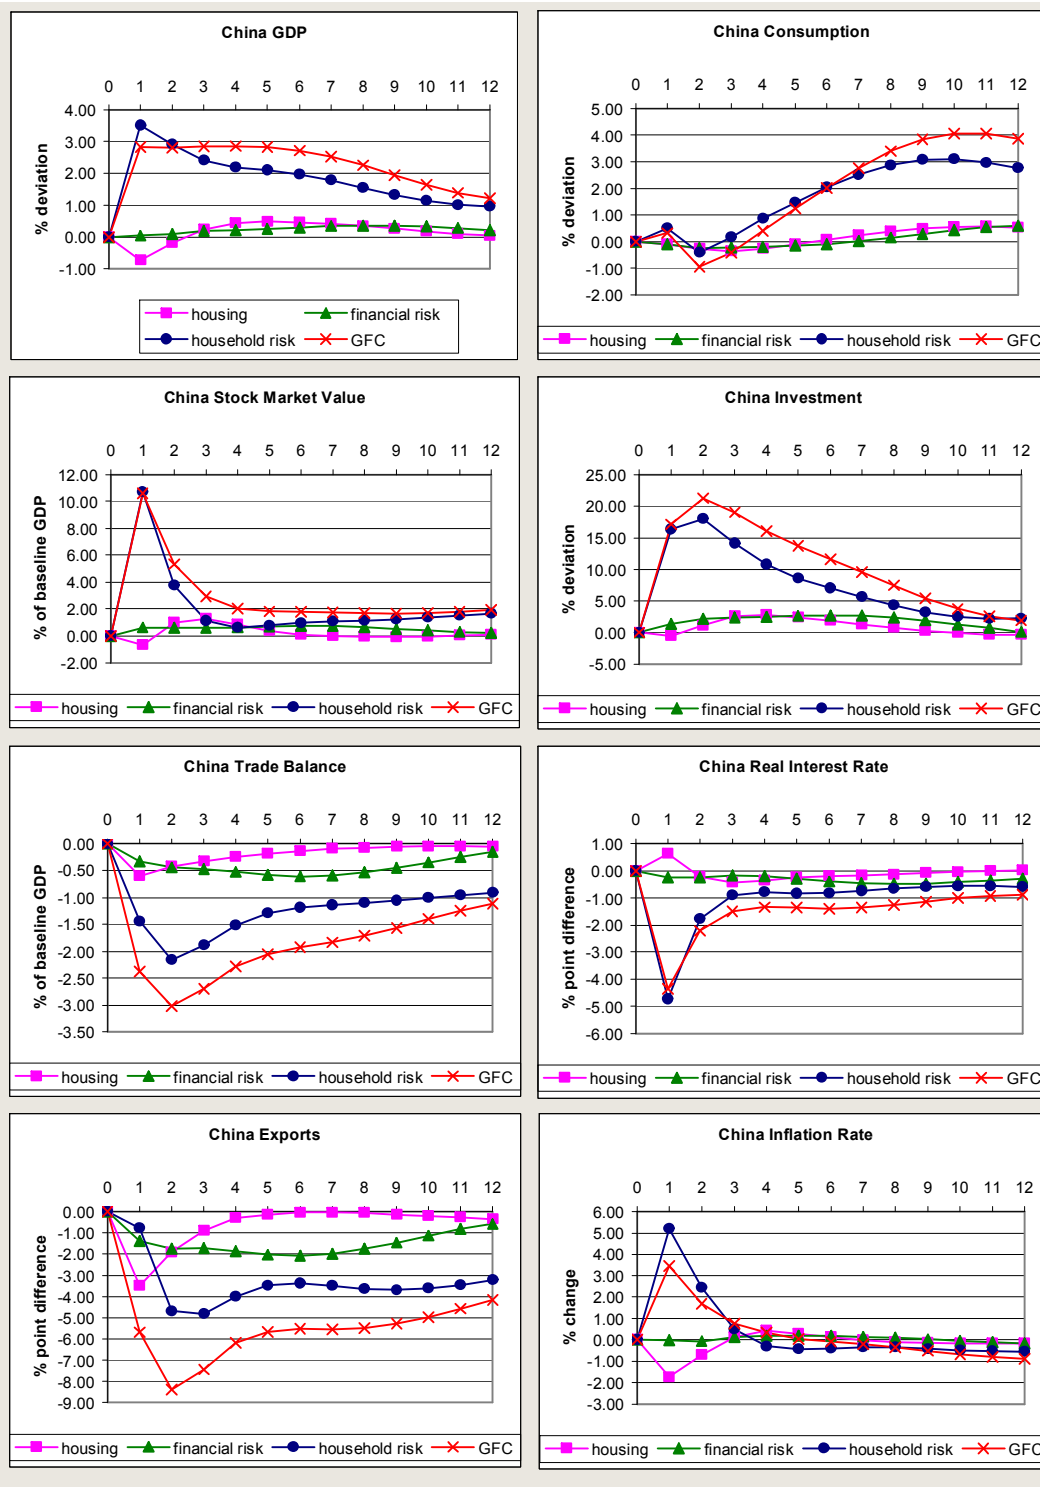 China GDP
0 1 2 3 4 5 6 7 8 9 10 11 12
4.00
3.00
2.00
1.00
0.00
-1.00
% deviation
housing financial risk
household risk GFC
China Consumption
0 1 2 3 4 5 6 7 8 9 10 11 12
5.00
4.00
3.00
2.00
1.00
0.00
-1.00
-2.00
% deviation
housing financial risk household risk GFC
China Stock Market Value
0 1 2 3 4 5 6 7 8 9 10 11 12
12.00
10.00
8.00
6.00
4.00
2.00
0.00
-2.00
% of baseline GDP
housing financial risk household risk GFC
China Investment
0 1 2 3 4 5 6 7 8 9 10 11 12
25.00
20.00
15.00
10.00
5.00
0.00
-5.00
% deviation
housing financial risk household risk GFC
China Trade Balance
0 1 2 3 4 5 6 7 8 9 10 11 12
0.00
-0.50
-1.00
-1.50
-2.00
-2.50
-3.00
-3.50
% of baseline GDP
housing financial risk household risk GFC
China Real Interest Rate
0 1 2 3 4 5 6 7 8 9 10 11 12
1.00
0.00
-1.00
-2.00
-3.00
-4.00
-5.00
-6.00
% point difference
housing financial risk household risk GFC
China Exports
0 1 2 3 4 5 6 7 8 9 10 11 12
0.00
-1.00
-2.00
-3.00
-4.00
-5.00
-6.00
-7.00
-8.00
-9.00
% point difference
housing financial risk household risk GFC
China Inflation Rate
0 1 2 3 4 5 6 7 8 9 10 11 12
6.00
5.00
4.00
3.00
2.00
1.00
0.00
-1.00
-2.00
-3.00
% change
housing financial risk household risk GFC